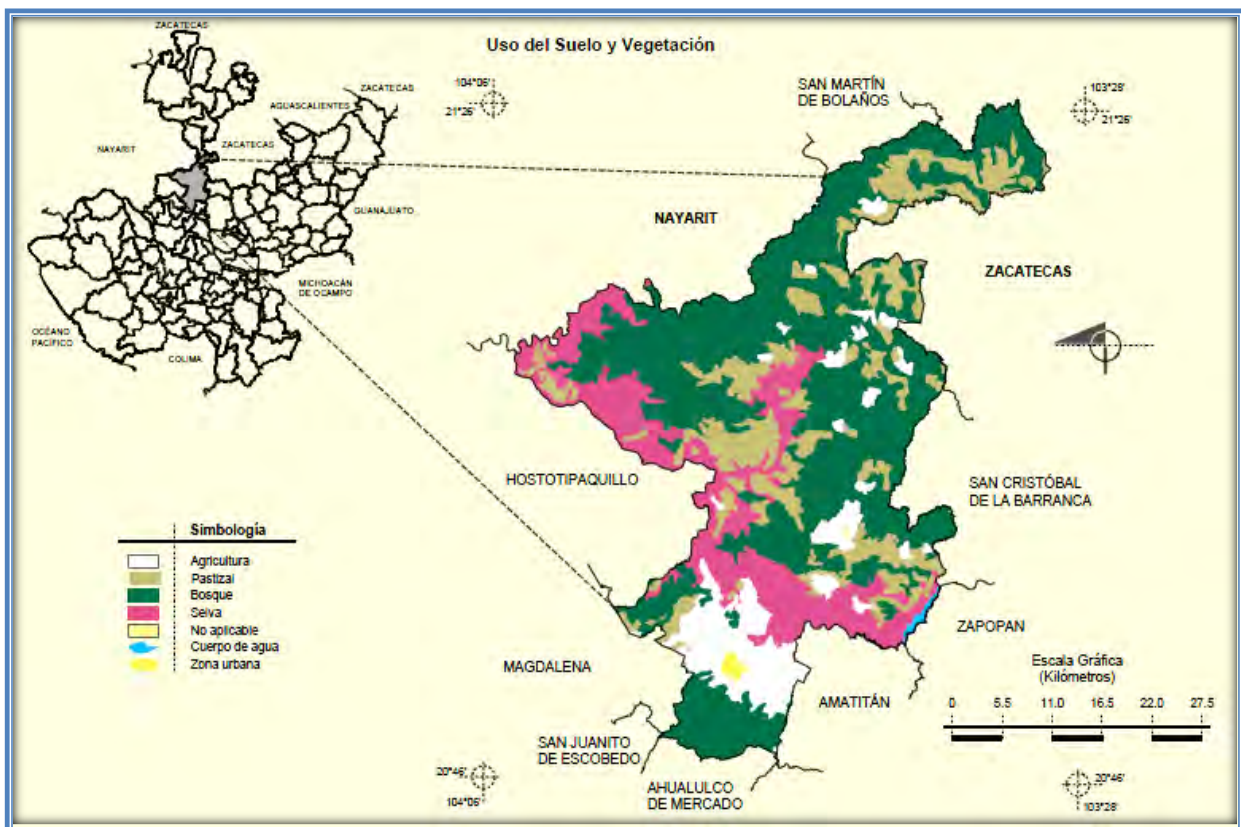 Uso del Suelo y Vegetación
ZACATECAS
ZACATECAS
AGUASCALIENTES
NAYARIT
ZACATECAS
GUANAJUATO
MICHOACÁN
DE OCAMPO
OCÉANO
PACÍFICO
COLIMA
104°06'
21°26'
SAN MARTÍN
DE BOLAÑOS
103°28'
21°26'
NAYARIT
ZACATECAS
HOSTOTIPAQUILLO
SAN CRISTÓBAL
DE LA BARRANCA
ZAPOPAN
MAGDALENA
AMATITÁN
SAN JUANITO
DE ESCOBEDO
AHUALULCO
DE MERCADO
Simbología
Agricultura
Pastizal
Bosque
Selva
No aplicable
Cuerpo de agua
Zona urbana
Escala Gráfica
(Kilómetros)
0 5.5 11.0 16.5 22.0 27.5
20°46'
104°06'
20°46'
103°28'